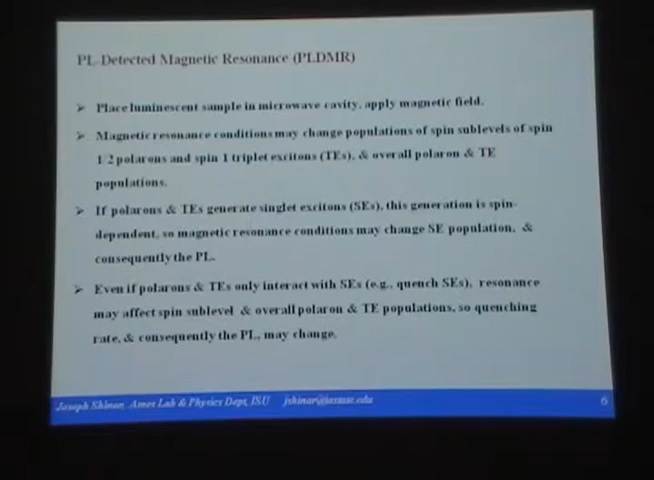 PL-Detected Magnetic Resonance (PLDMR)
➢ Place luminescent sample in microwave cavity, apply magnetic field.
➢ Magnetic resonance conditions may change populations of spin sublevels of spin
1/2 polarons and spin 1 triplet excitons (TEs), & overall polaron & TE
populations.
➢ If polarons & TEs generate singlet excitons (SEs), this generation is spin-
dependent, so magnetic resonance conditions may change SE population, &
consequently the PL.
➢ Even if polarons & TEs only interact with SEs (e.g., quench SEs), resonance
may affect spin sublevel & overall polaron & TE populations, so quenching
rate, & consequently the PL, may change.
Joseph Shinar, Ames Lab & Physics Dept, ISU jshinar@iastate.edu 6